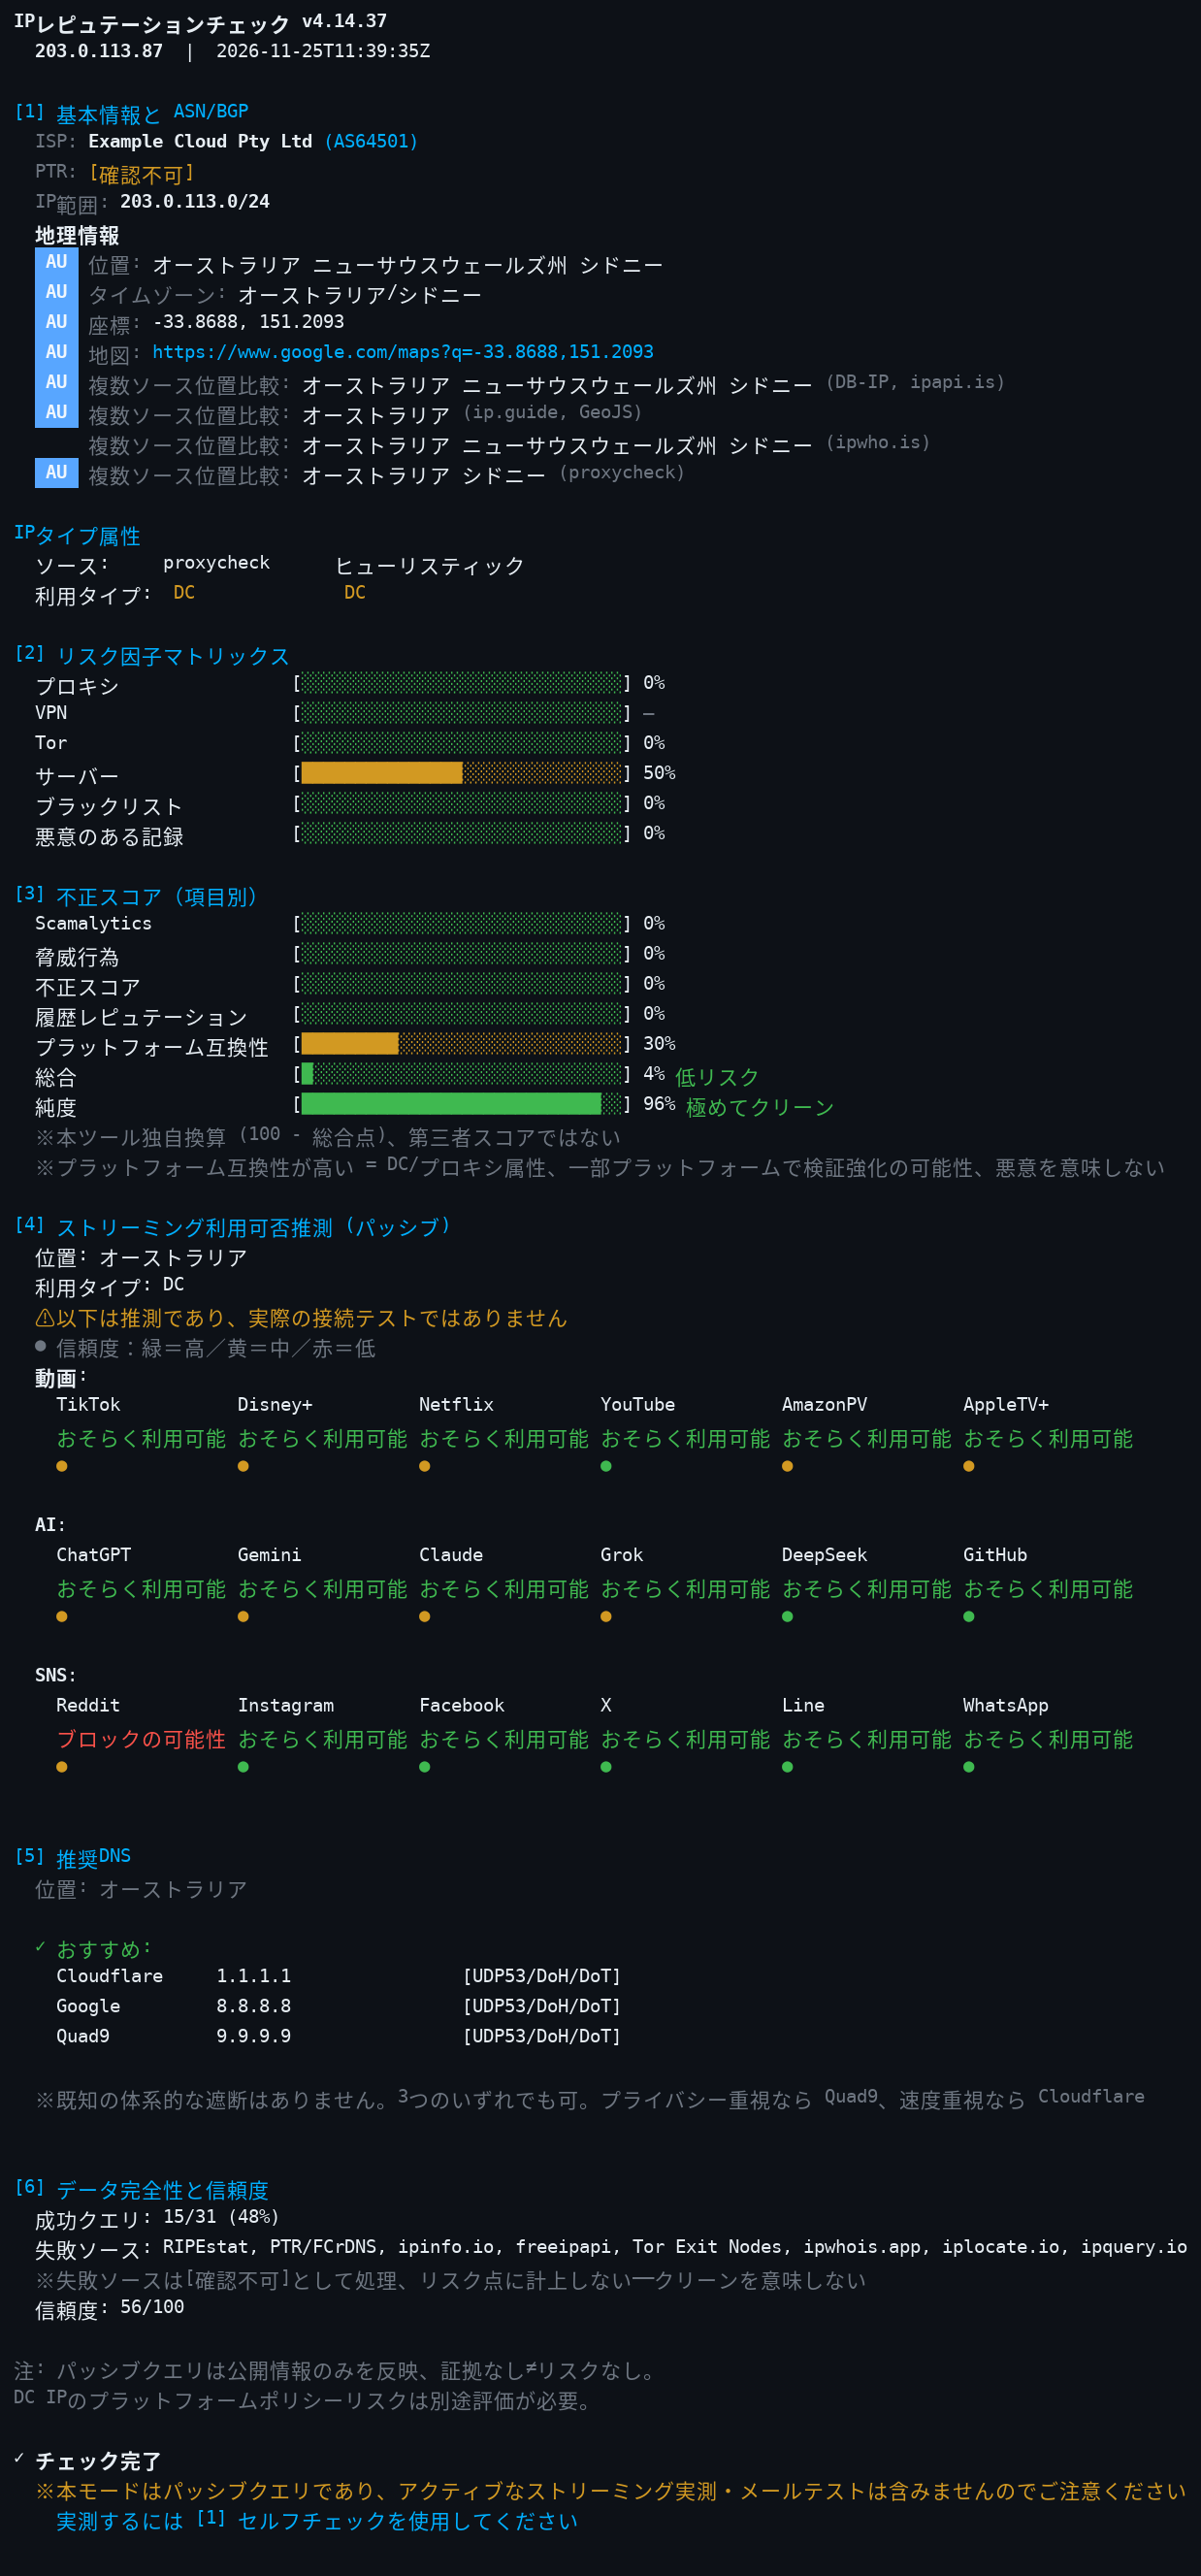 IPレピュテーションチェック v4.14.37
203.0.113.87 | 2026-11-25T11:39:35Z
[1] 基本情報と ASN/BGP
ISP: Example Cloud Pty Ltd (AS64501)
PTR: [確認不可]
IP範囲: 203.0.113.0/24
地理情報
AU 位置: オーストラリア ニューサウスウェールズ州 シドニー
AU タイムゾーン: オーストラリア/シドニー
AU 座標: -33.8688, 151.2093
AU 地図: https://www.google.com/maps?q=-33.8688,151.2093
AU 複数ソース位置比較: オーストラリア ニューサウスウェールズ州 シドニー (DB-IP, ipapi.is)
AU 複数ソース位置比較: オーストラリア (ip.guide, GeoJS)
複数ソース位置比較: オーストラリア ニューサウスウェールズ州 シドニー (ipwho.is)
AU 複数ソース位置比較: オーストラリア シドニー (proxycheck)
IPタイプ属性
ソース: proxycheck ヒューリスティック
利用タイプ: DC DC
[2] リスク因子マトリックス
プロキシ [░░░░░░░░░░░░░░░░░░░░░░░░░░░░░░] 0%
VPN [░░░░░░░░░░░░░░░░░░░░░░░░░░░░░░] —
Tor [░░░░░░░░░░░░░░░░░░░░░░░░░░░░░░] 0%
サーバー [███████████████░░░░░░░░░░░░░░░] 50%
ブラックリスト [░░░░░░░░░░░░░░░░░░░░░░░░░░░░░░] 0%
悪意のある記録 [░░░░░░░░░░░░░░░░░░░░░░░░░░░░░░] 0%
[3] 不正スコア（項目別）
Scamalytics [░░░░░░░░░░░░░░░░░░░░░░░░░░░░░░] 0%
脅威行為 [░░░░░░░░░░░░░░░░░░░░░░░░░░░░░░] 0%
不正スコア [░░░░░░░░░░░░░░░░░░░░░░░░░░░░░░] 0%
履歴レピュテーション [░░░░░░░░░░░░░░░░░░░░░░░░░░░░░░] 0%
プラットフォーム互換性 [█████████░░░░░░░░░░░░░░░░░░░░░] 30%
総合 [█░░░░░░░░░░░░░░░░░░░░░░░░░░░░░] 4% 低リスク
純度 [████████████████████████████░░] 96% 極めてクリーン
※本ツール独自換算 (100 - 総合点)、第三者スコアではない
※プラットフォーム互換性が高い = DC/プロキシ属性、一部プラットフォームで検証強化の可能性、悪意を意味しない
[4] ストリーミング利用可否推測 (パッシブ)
位置: オーストラリア
利用タイプ: DC
⚠以下は推測であり、実際の接続テストではありません
● 信頼度：緑＝高／黄＝中／赤＝低
動画:
TikTok Disney+ Netflix YouTube AmazonPV AppleTV+
おそらく利用可能 おそらく利用可能 おそらく利用可能 おそらく利用可能 おそらく利用可能 おそらく利用可能
● ● ● ● ● ●
AI:
ChatGPT Gemini Claude Grok DeepSeek GitHub
おそらく利用可能 おそらく利用可能 おそらく利用可能 おそらく利用可能 おそらく利用可能 おそらく利用可能
● ● ● ● ● ●
SNS:
Reddit Instagram Facebook X Line WhatsApp
ブロックの可能性 おそらく利用可能 おそらく利用可能 おそらく利用可能 おそらく利用可能 おそらく利用可能
● ● ● ● ● ●
[5] 推奨DNS
位置: オーストラリア
✓ おすすめ:
Cloudflare 1.1.1.1 [UDP53/DoH/DoT]
Google 8.8.8.8 [UDP53/DoH/DoT]
Quad9 9.9.9.9 [UDP53/DoH/DoT]
※既知の体系的な遮断はありません。3つのいずれでも可。プライバシー重視なら Quad9、速度重視なら Cloudflare
[6] データ完全性と信頼度
成功クエリ: 15/31 (48%)
失敗ソース: RIPEstat, PTR/FCrDNS, ipinfo.io, freeipapi, Tor Exit Nodes, ipwhois.app, iplocate.io, ipquery.io
※失敗ソースは[確認不可]として処理、リスク点に計上しない——クリーンを意味しない
信頼度: 56/100
注: パッシブクエリは公開情報のみを反映、証拠なし≠リスクなし。
DC IPのプラットフォームポリシーリスクは別途評価が必要。
✓ チェック完了
※本モードはパッシブクエリであり、アクティブなストリーミング実測・メールテストは含みませんのでご注意ください
実測するには [1] セルフチェックを使用してください